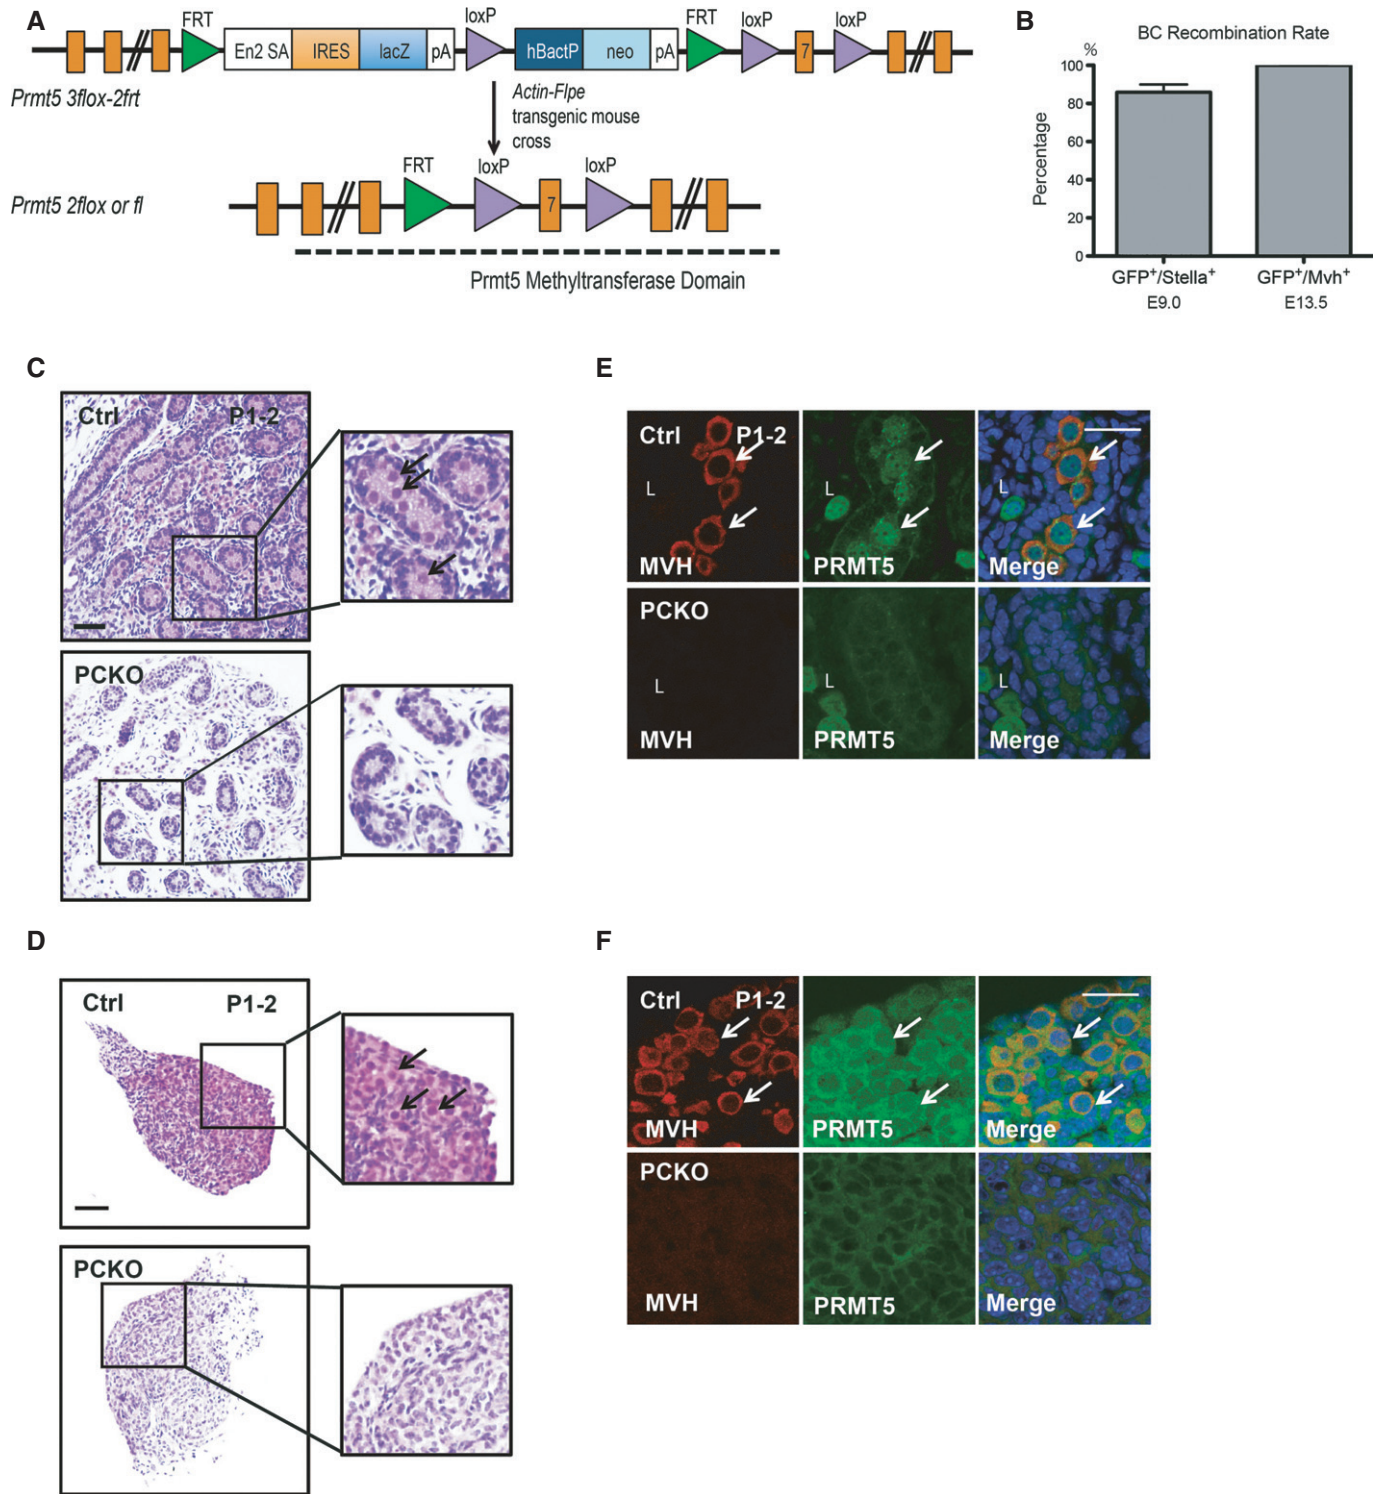 A
FRT
En2 SA
IRES
lacZ
pA
loxP
hBactP
neo
pA
FRT
loxP
7
loxP
Prmt5 3flox-2frt
Actin-Flpe
transgenic mouse
cross
FRT
loxP
7
loxP
Prmt5 2flox or fl
Prmt5 Methyltransferase Domain
B
BC Recombination Rate
%
100
80
60
40
20
0
Percentage
GFP⁺/Stella⁺
E9.0
GFP⁺/Mvh⁺
E13.5
C
Ctrl P1-2
PCKO
D
Ctrl P1-2
PCKO
E
Ctrl P1-2
L
L
L
MVH
PRMT5
Merge
PCKO
L
L
L
MVH
PRMT5
Merge
F
Ctrl P1-2
MVH
PRMT5
Merge
PCKO
MVH
PRMT5
Merge